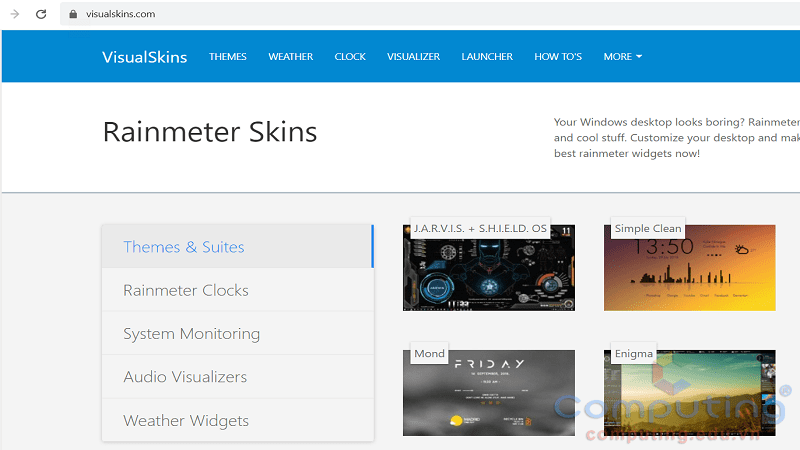 visualskins.com
VisualSkins THEMES WEATHER CLOCK VISUALIZER LAUNCHER HOW TO'S MORE
Rainmeter Skins
Your Windows desktop looks boring? Rainmeter
and cool stuff. Customize your desktop and mak
best rainmeter widgets now!
Themes & Suites
Rainmeter Clocks
System Monitoring
Audio Visualizers
Weather Widgets
J.A.R.V.I.S. + S.H.I.E.L.D. OS
11
Simple Clean
13:50
Mond
FRIDAY
Enigma
Computing®
computing.edu.vn